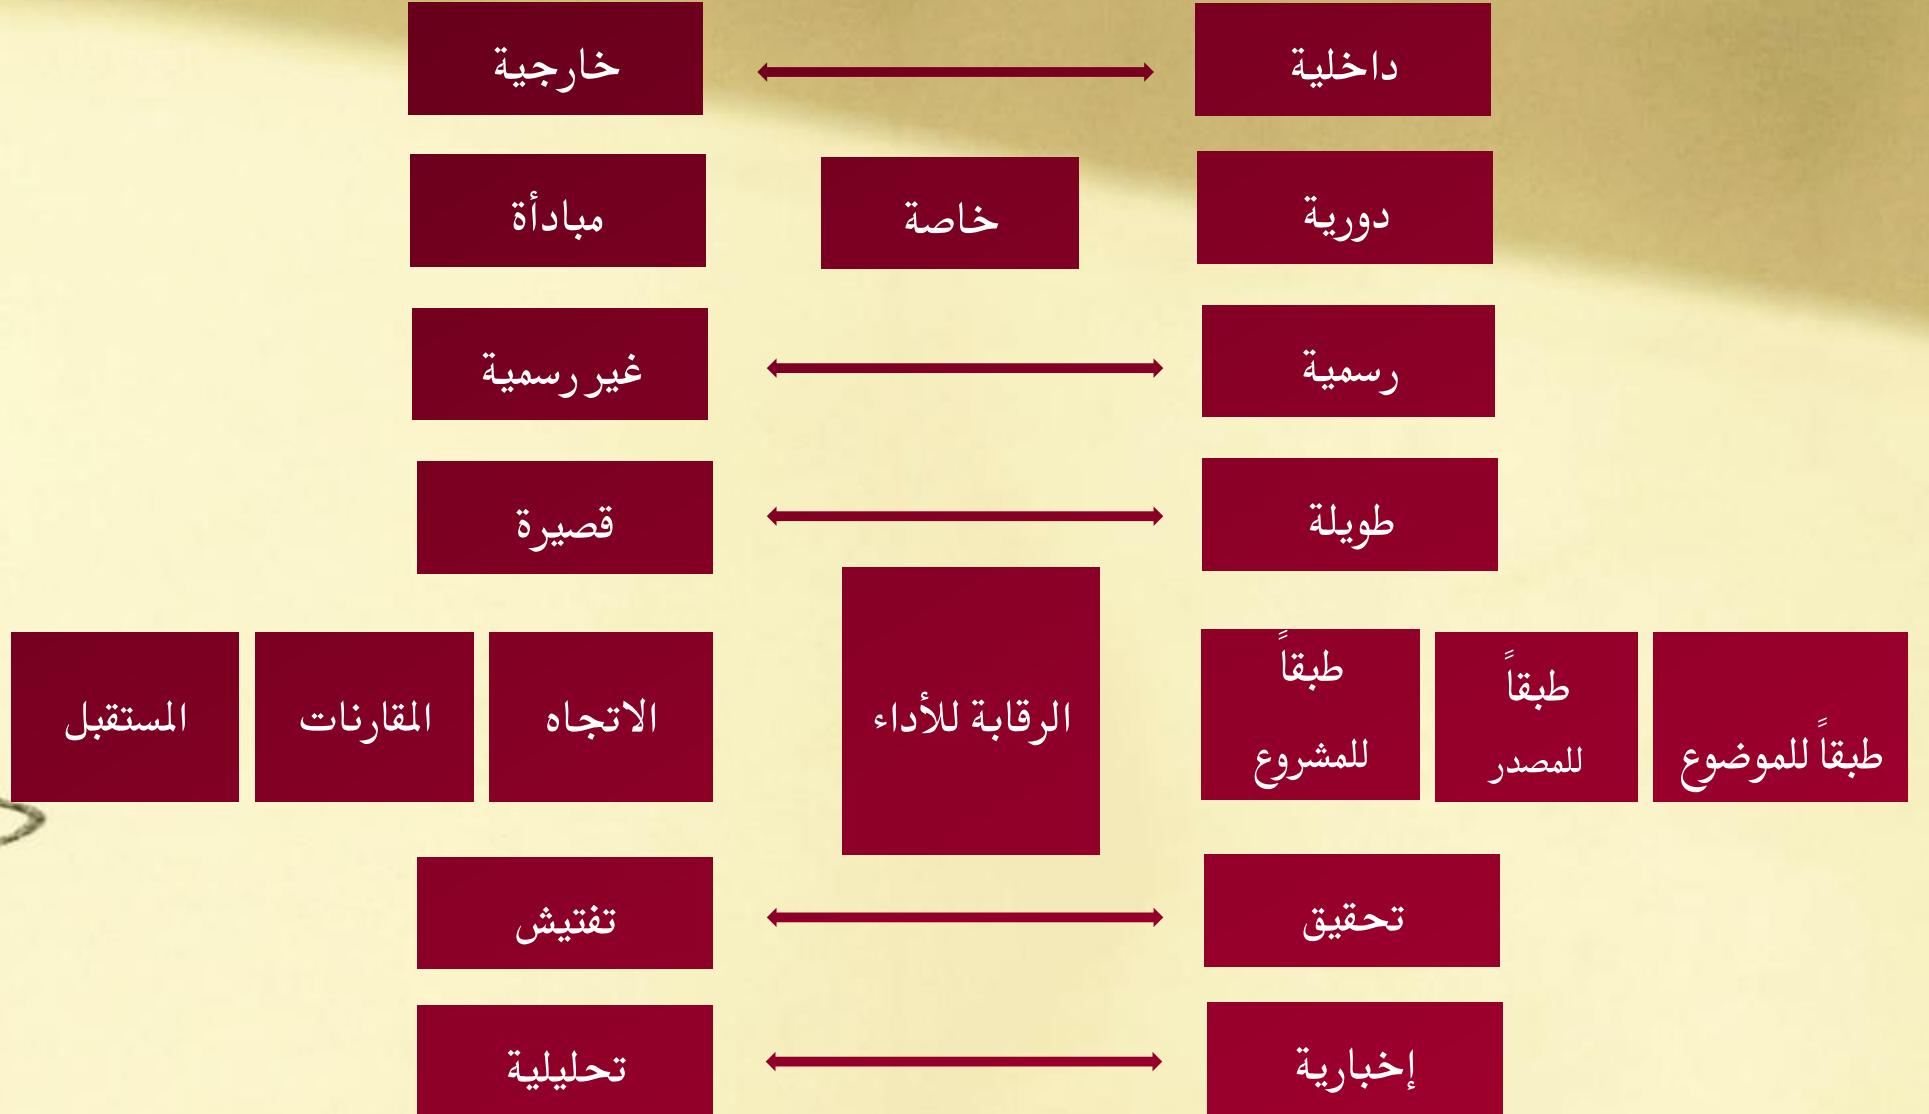 داخلية
خارجية
دورية
خاصة
مبادأة
رسمية
غير رسمية
طويلة
قصيرة
طبقاً للموضوع
طبقاً
للمصدر
طبقاً
للمشروع
الرقابة للأداء
الاتجاه
المقارنات
المستقبل
تحقيق
تفتيش
إخبارية
تحليلية